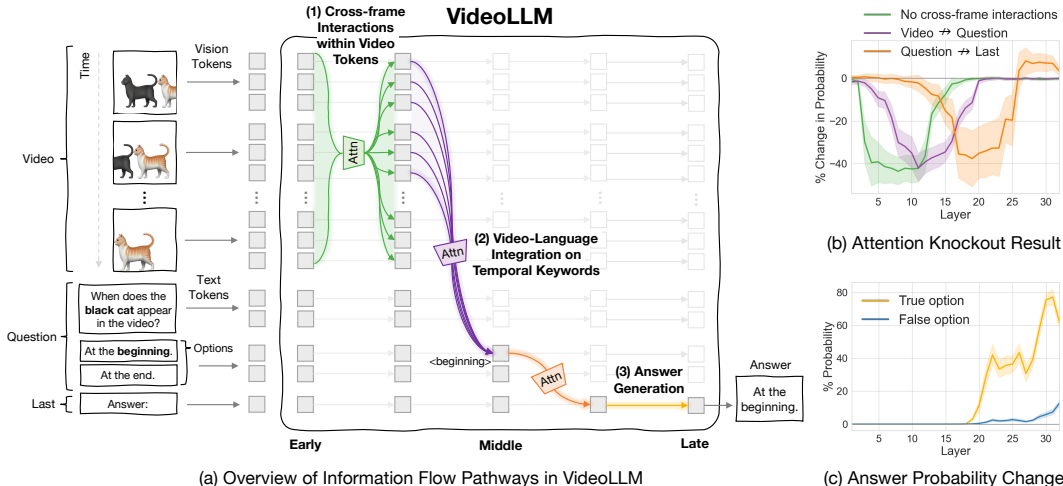 VideoLLM
(1) Cross-frame
Interactions
within Video
Tokens
Vision
Tokens
Time
Video
Attn
(2) Video-Language
Integration on
Temporal Keywords
Attn
Text
Tokens
Question
When does the
black cat appear
in the video?
At the beginning.
At the end.
Options
<beginning>
Attn
(3) Answer
Generation
Answer
At the
beginning.
Last
Answer:
Early
Middle
Late
(a) Overview of Information Flow Pathways in VideoLLM
No cross-frame interactions
Video ↛ Question
Question ↛ Last
% Change in Probability
0
−20
−40
5 10 15 20 25 30
Layer
(b) Attention Knockout Result
True option
False option
% Probability
80
60
40
20
0
5 10 15 20 25 30
Layer
(c) Answer Probability Change